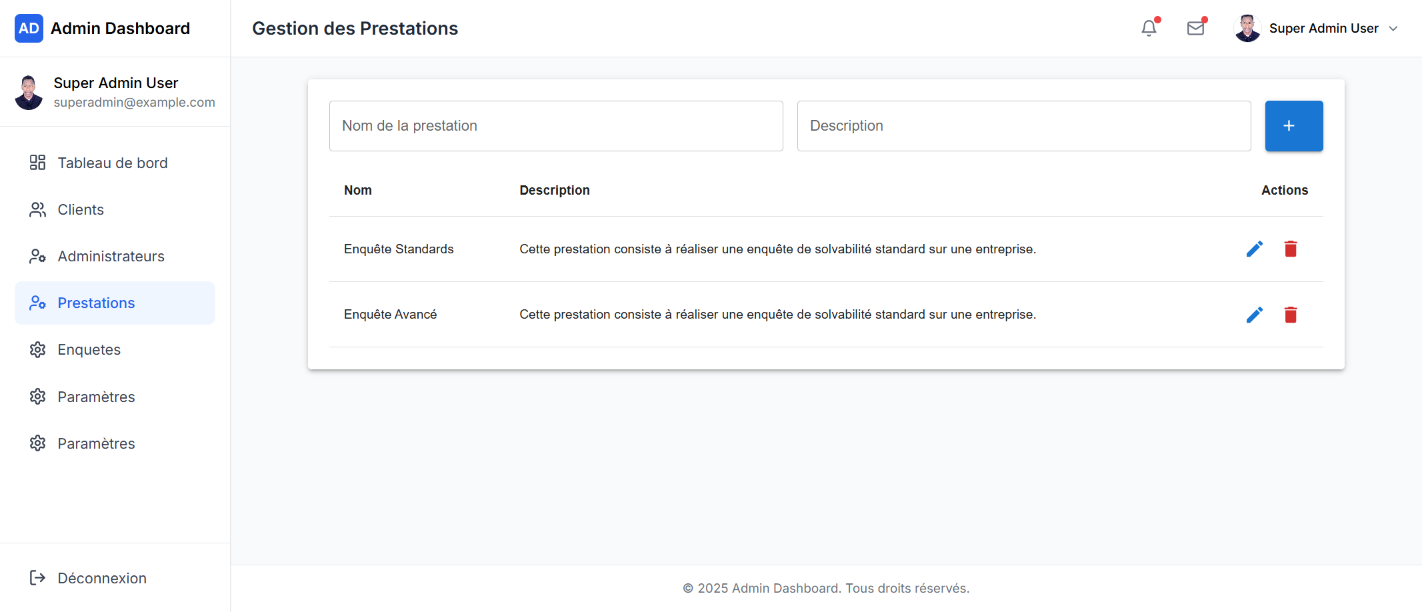 AD Admin Dashboard
Super Admin User
superadmin@example.com
Tableau de bord
Clients
Administrateurs
Prestations
Enquetes
Paramètres
Paramètres
Déconnexion
Gestion des Prestations
Super Admin User
Nom de la prestation
Description
+
Nom Description Actions
Enquête Standards Cette prestation consiste à réaliser une enquête de solvabilité standard sur une entreprise.
Enquête Avancé Cette prestation consiste à réaliser une enquête de solvabilité standard sur une entreprise.
© 2025 Admin Dashboard. Tous droits réservés.